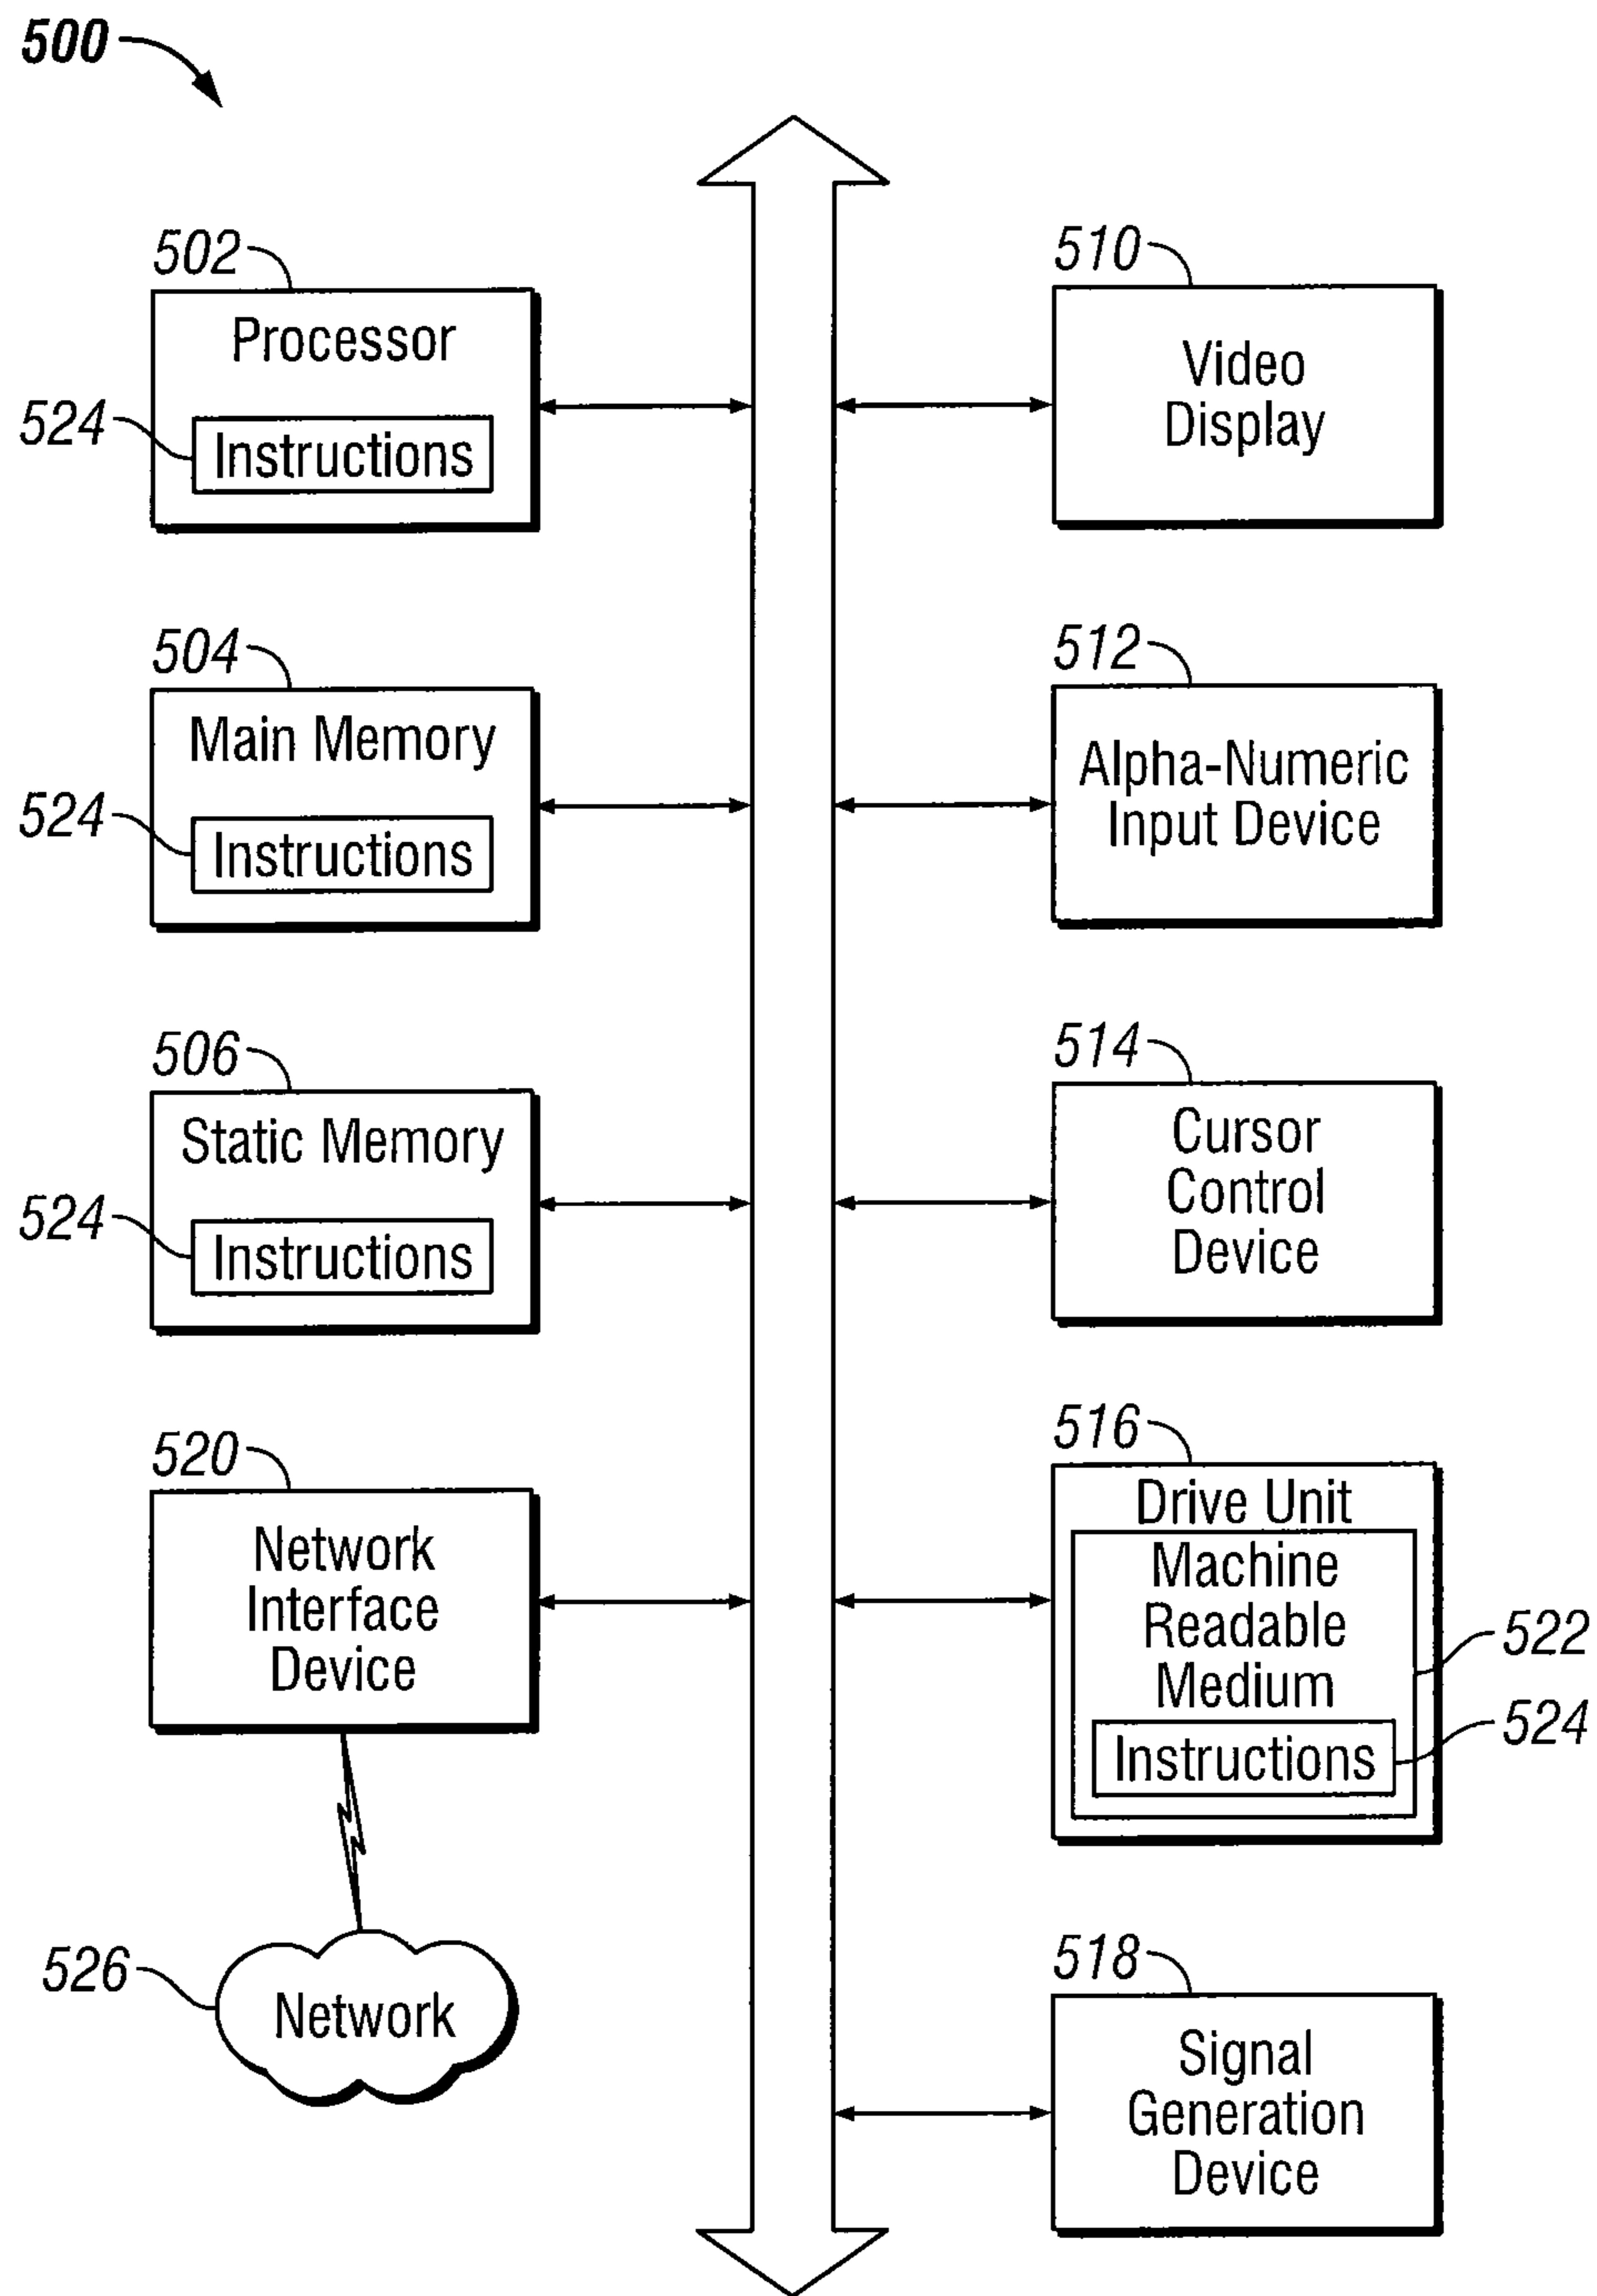 500
502
Processor
524
Instructions
504
Main Memory
524
Instructions
506
Static Memory
524
Instructions
520
Network
Interface
Device
526
Network
510
Video
Display
512
Alpha-Numeric
Input Device
514
Cursor
Control
Device
516
Drive Unit
Machine
Readable
Medium
522
Instructions
524
518
Signal
Generation
Device